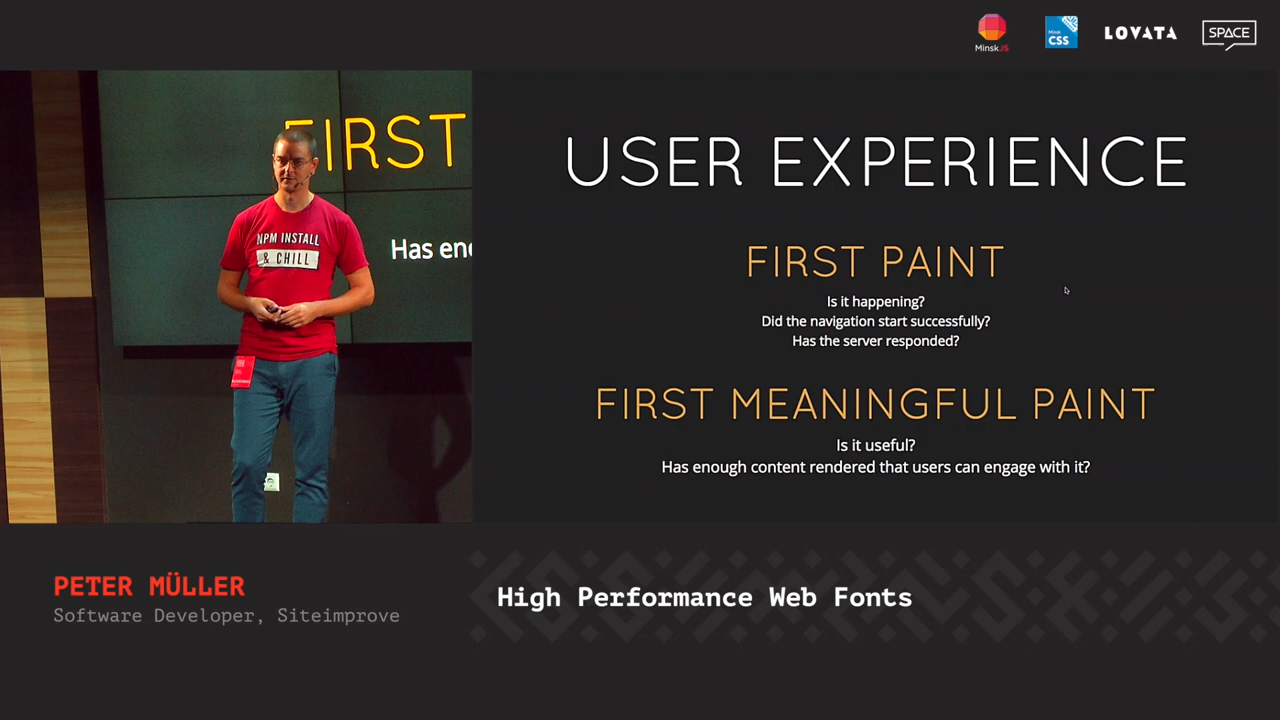 MinskJS
Minsk
CSS
LOVATA
SPACE
FIRST
NPM INSTALL
& CHILL
Has en
USER EXPERIENCE
FIRST PAINT
Is it happening?
Did the navigation start successfully?
Has the server responded?
FIRST MEANINGFUL PAINT
Is it useful?
Has enough content rendered that users can engage with it?
PETER MÜLLER
Software Developer, Siteimprove
High Performance Web Fonts